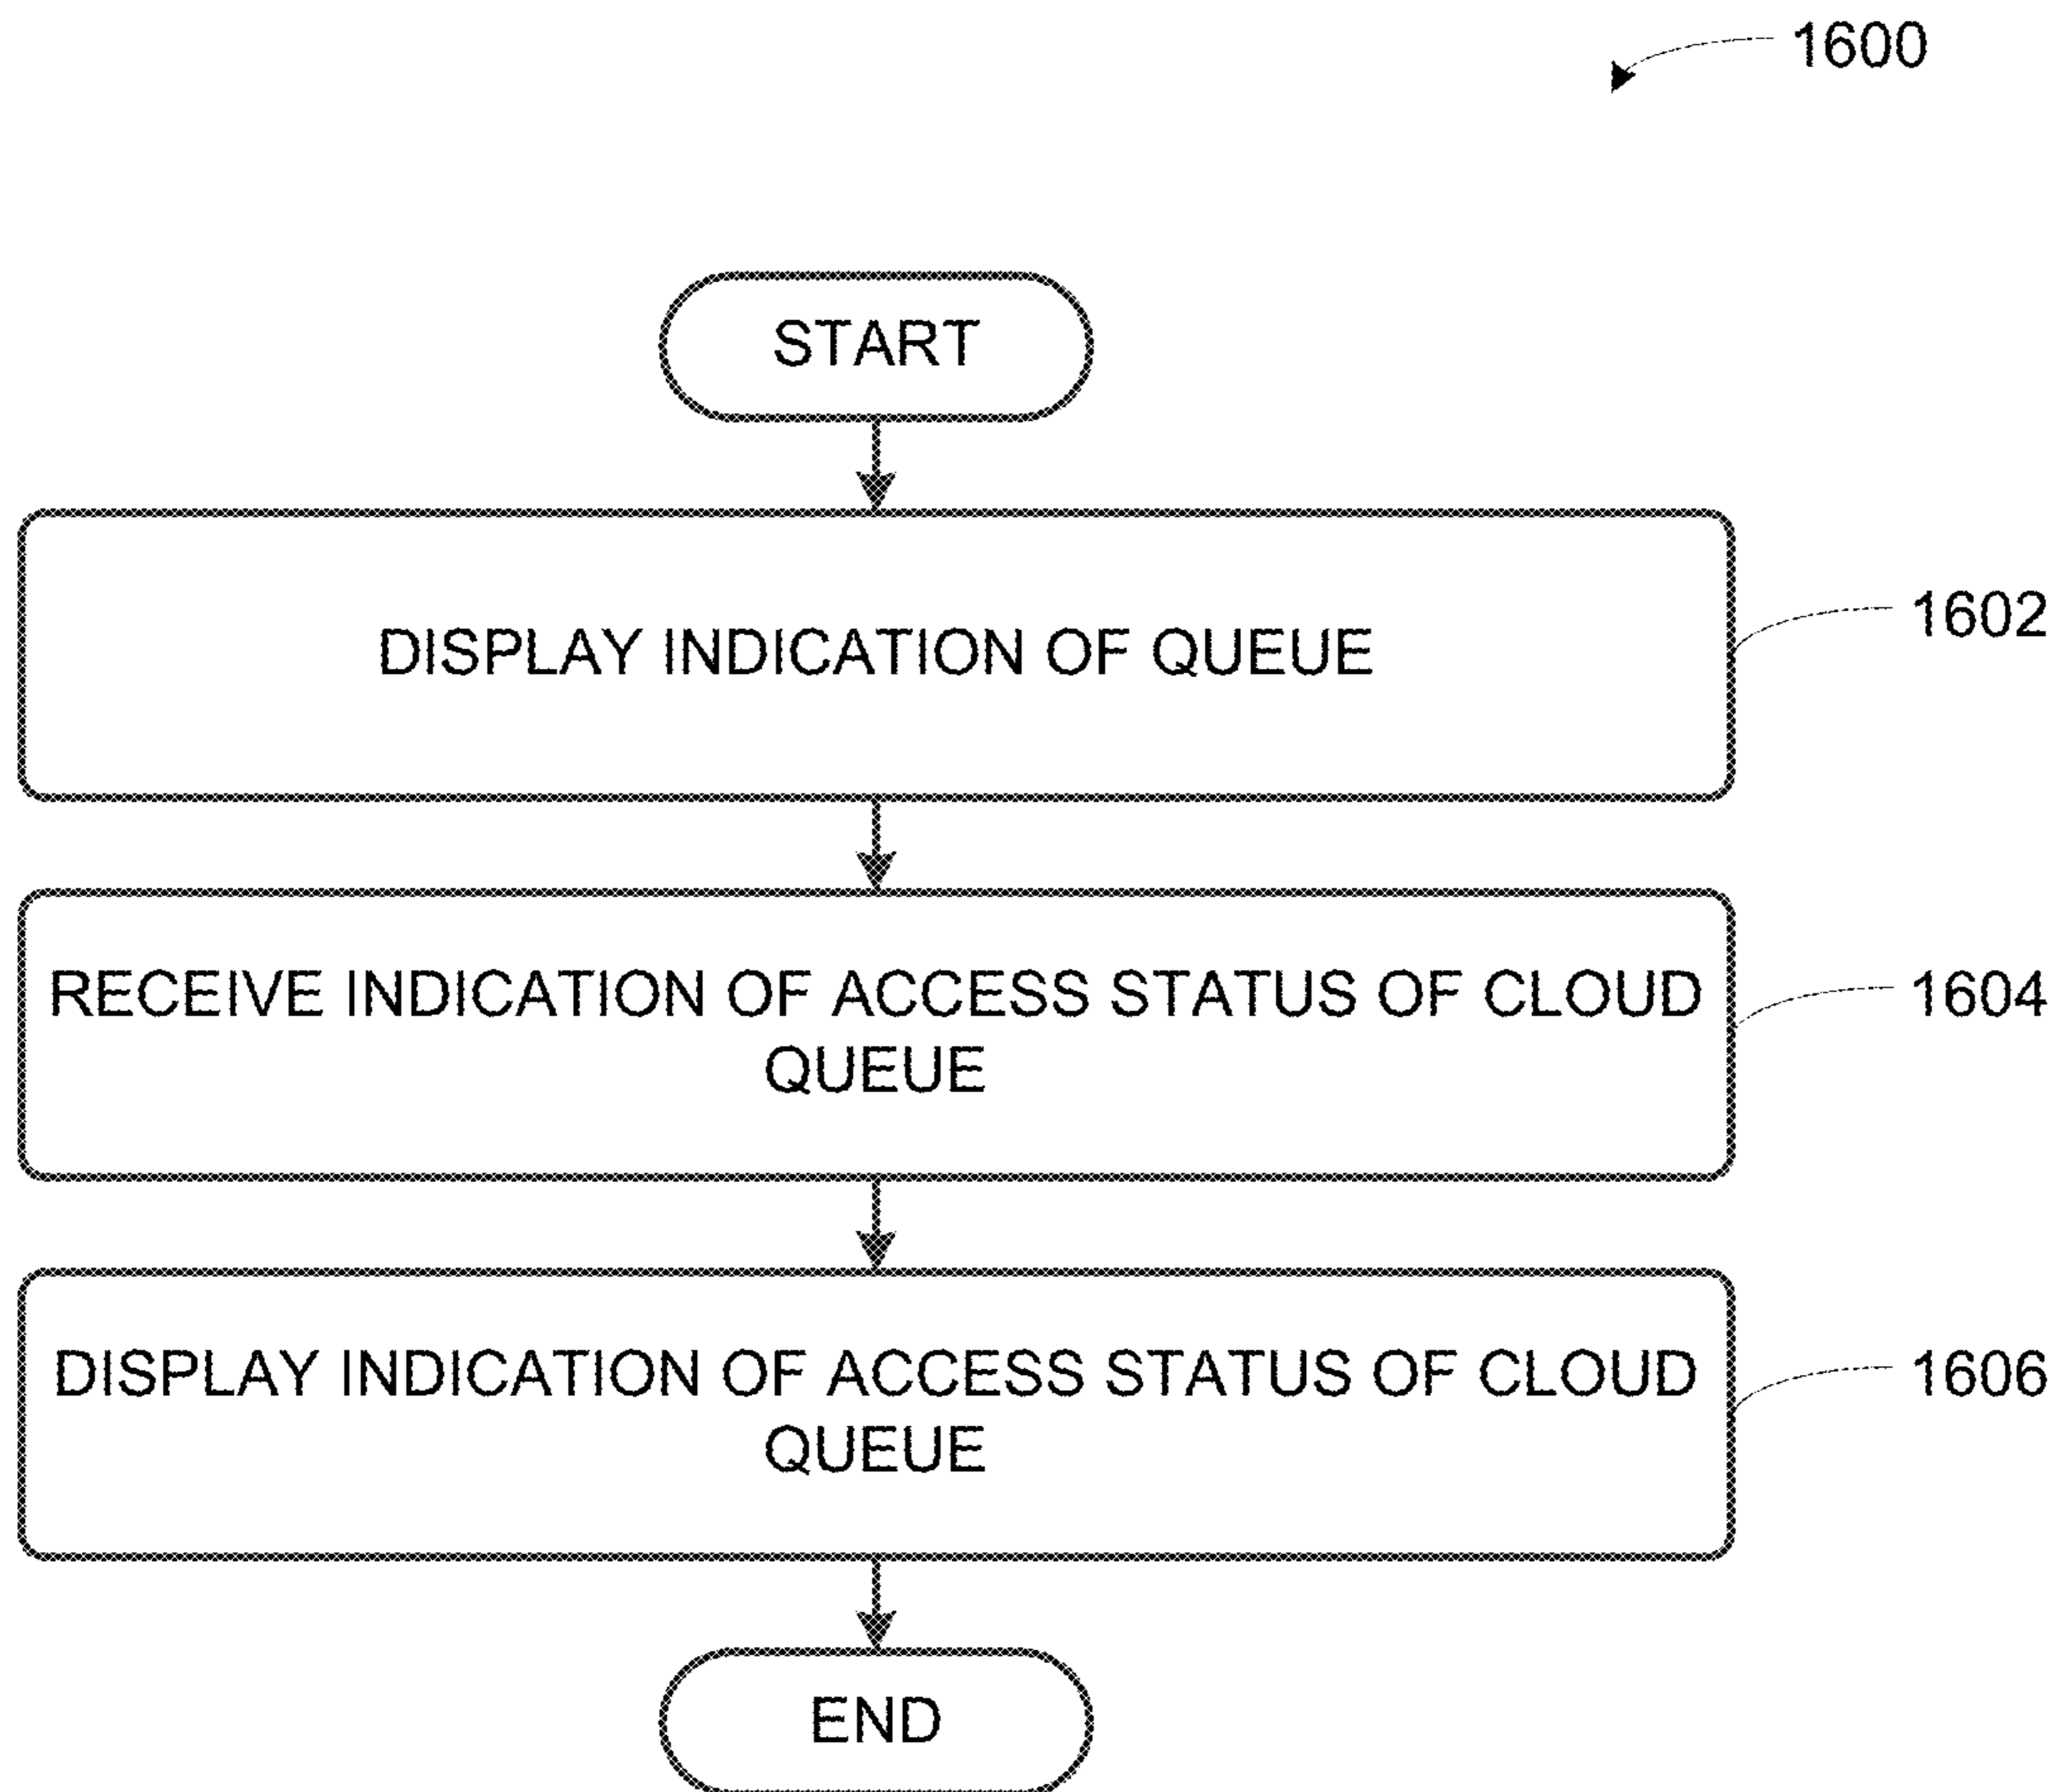 1600
START
DISPLAY INDICATION OF QUEUE
1602
RECEIVE INDICATION OF ACCESS STATUS OF CLOUD
QUEUE
1604
DISPLAY INDICATION OF ACCESS STATUS OF CLOUD
QUEUE
1606
END